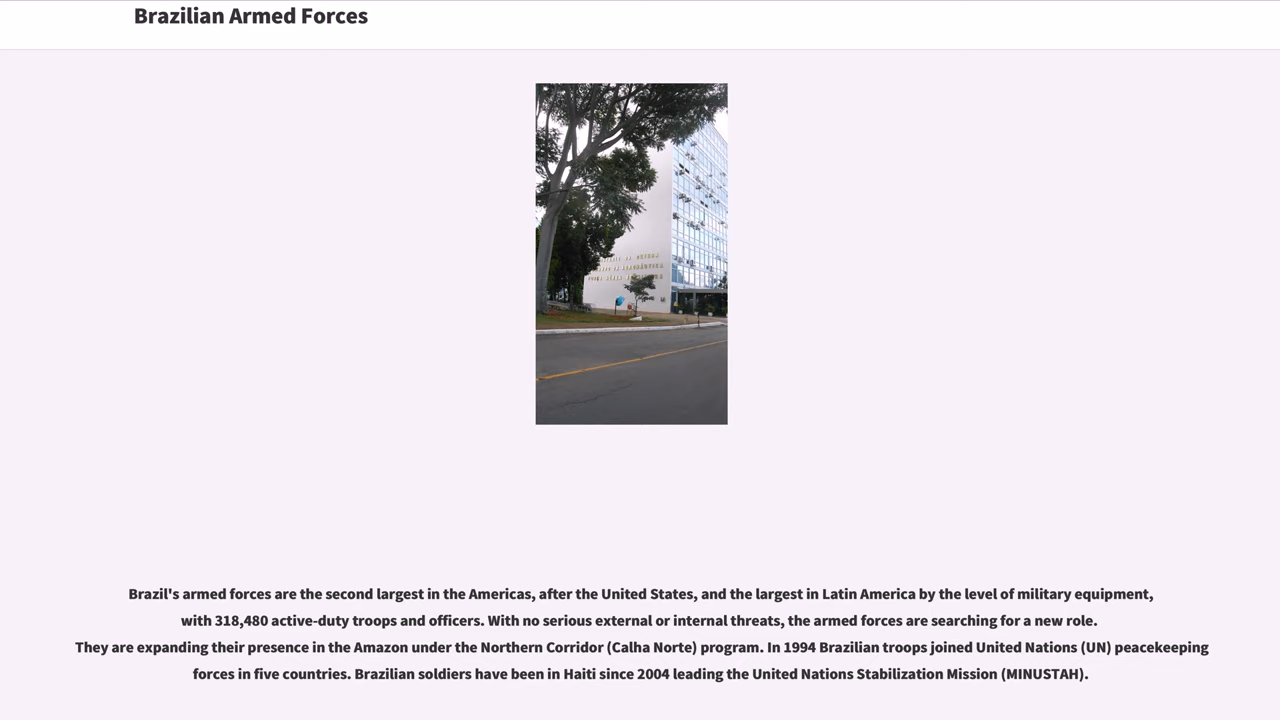 Brazilian Armed Forces
Brazil's armed forces are the second largest in the Americas, after the United States, and the largest in Latin America by the level of military equipment,
with 318,480 active-duty troops and officers. With no serious external or internal threats, the armed forces are searching for a new role.
They are expanding their presence in the Amazon under the Northern Corridor (Calha Norte) program. In 1994 Brazilian troops joined United Nations (UN) peacekeeping
forces in five countries. Brazilian soldiers have been in Haiti since 2004 leading the United Nations Stabilization Mission (MINUSTAH).